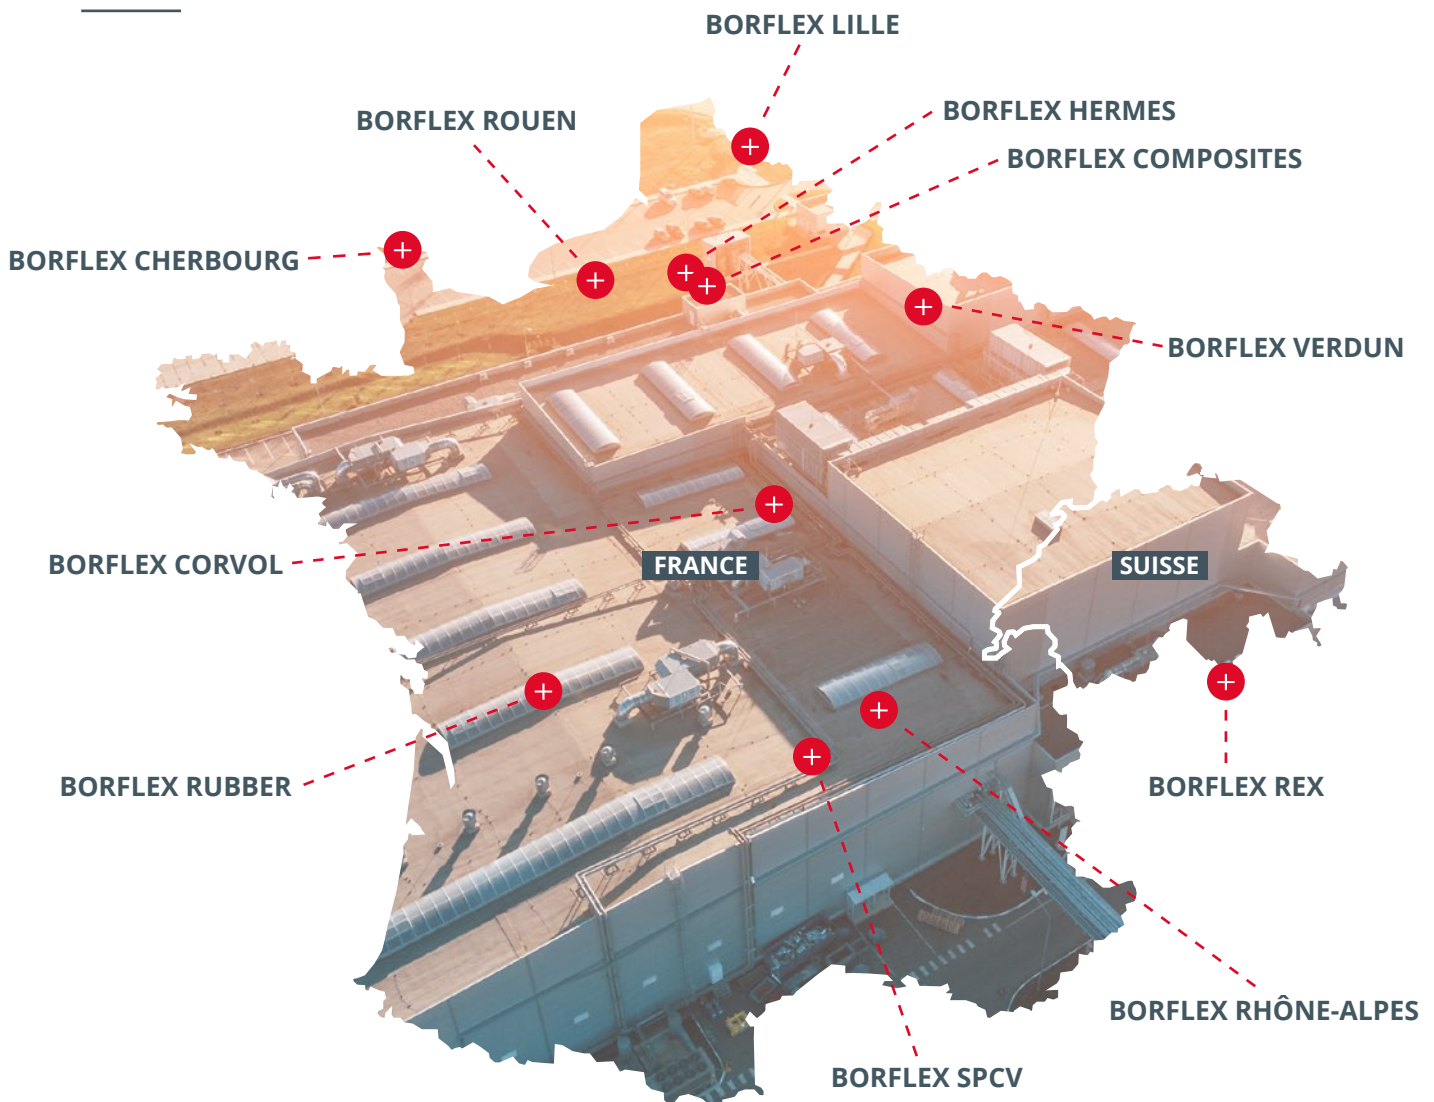 BORFLEX LILLE
BORFLEX HERMES
BORFLEX ROUEN
BORFLEX COMPOSITES
BORFLEX CHERBOURG
BORFLEX VERDUN
BORFLEX CORVOL
FRANCE
SUISSE
BORFLEX RUBBER
BORFLEX REX
BORFLEX RHÔNE-ALPES
BORFLEX SPCV